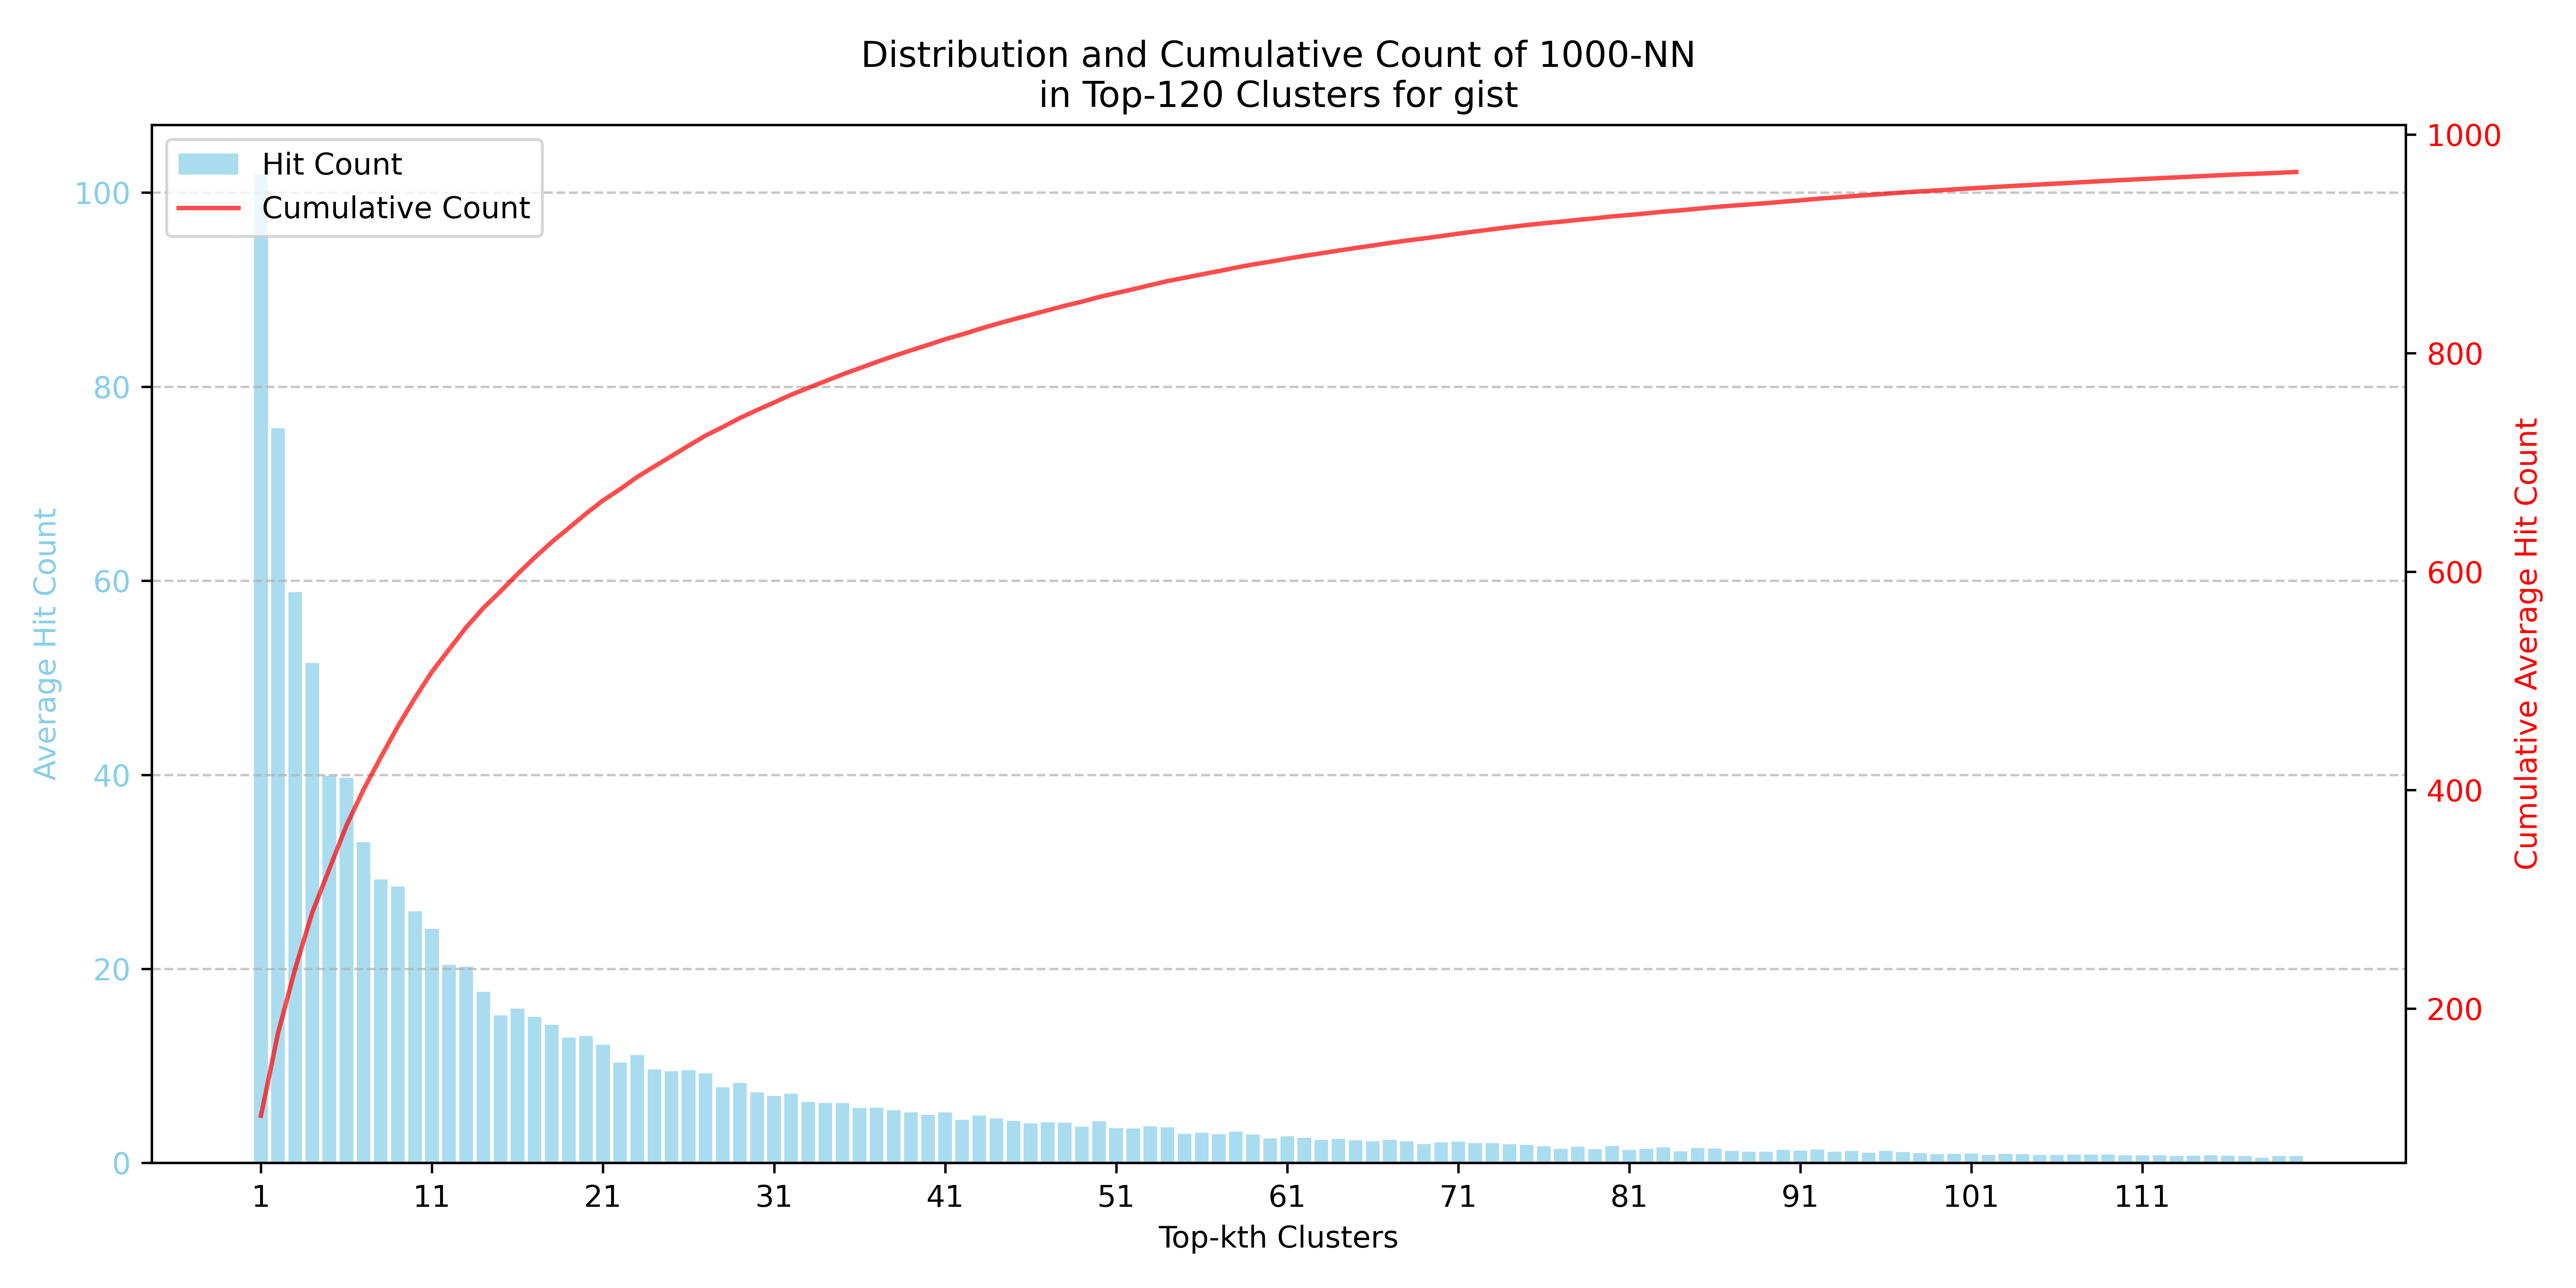 Distribution and Cumulative Count of 1000-NN
in Top-120 Clusters for gist
Hit Count
Cumulative Count
Average Hit Count
100
80
60
40
20
0
1000
800
600
400
200
Cumulative Average Hit Count
1 11 21 31 41 51 61 71 81 91 101 111
Top-kth Clusters